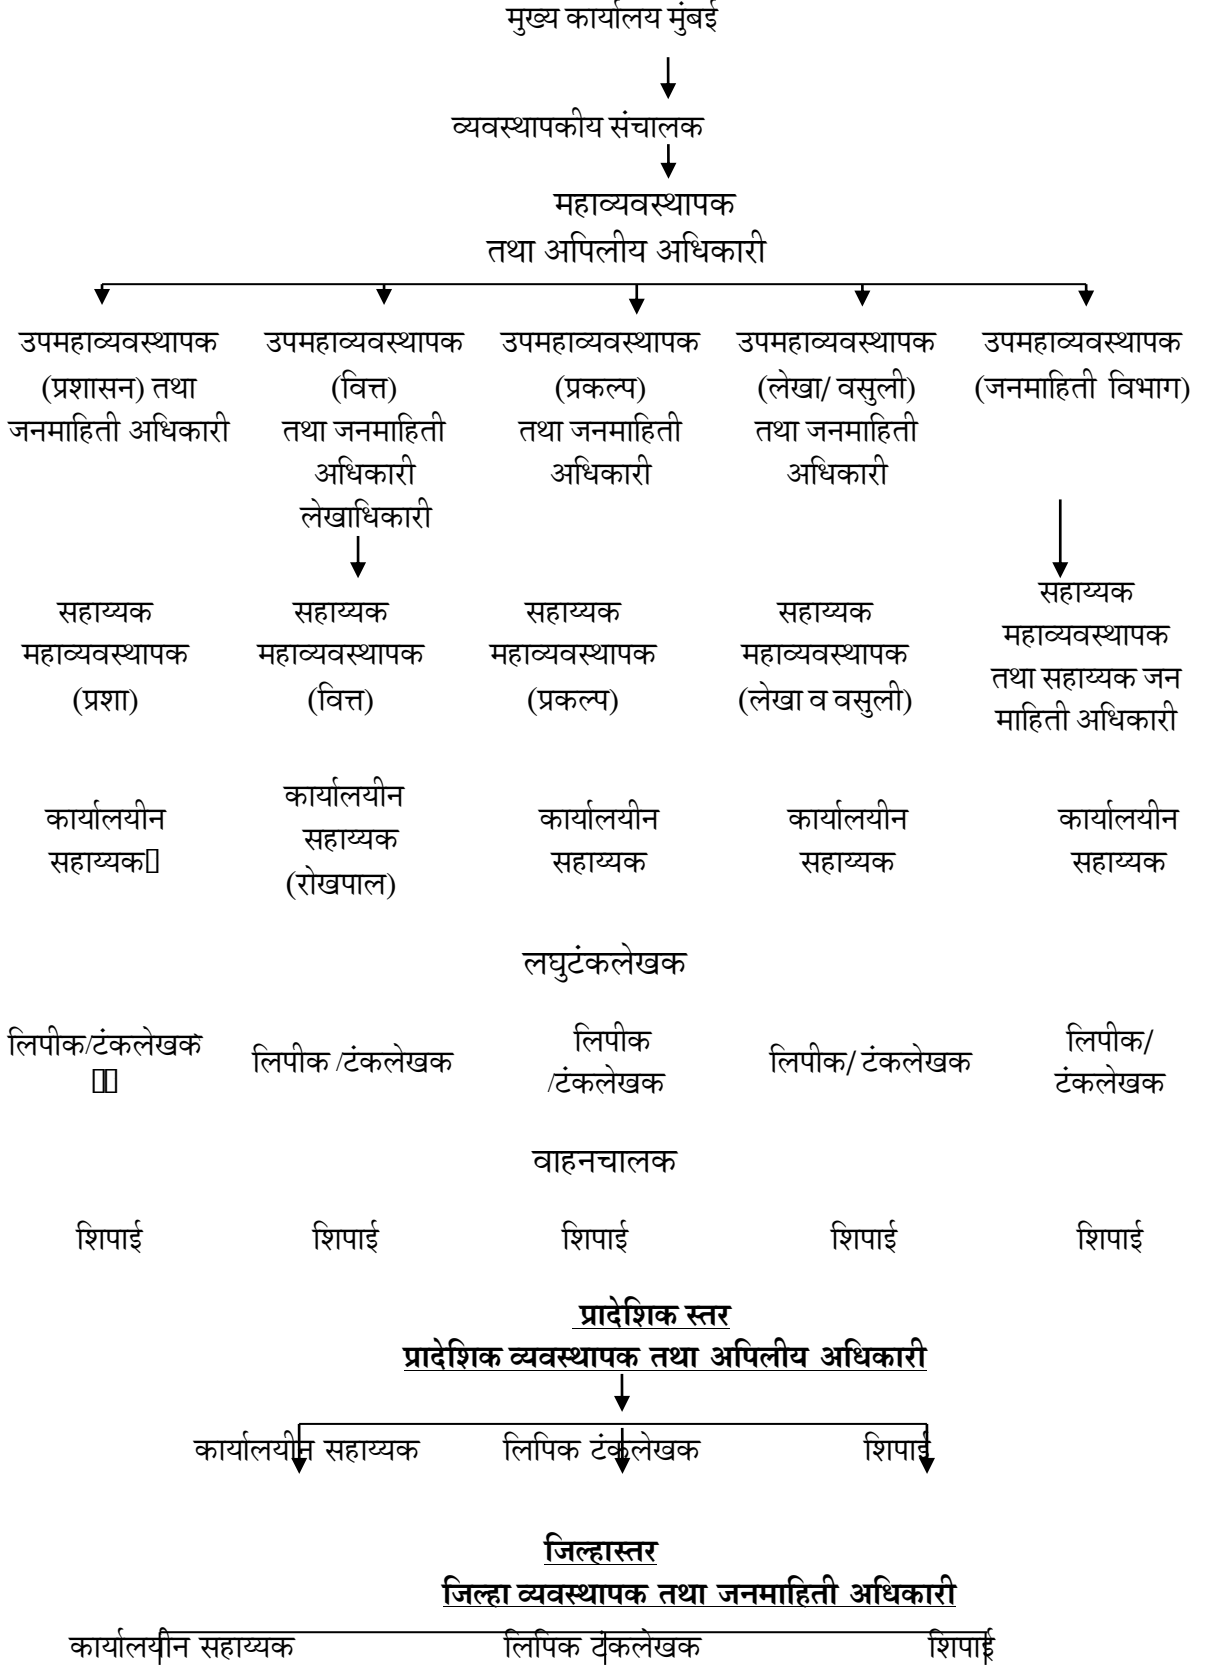 मुख्य कार्यालय मुंबई
व्यवस्थापकीय संचालक
महाव्यवस्थापक
तथा अपिलीय अधिकारी
उपमहाव्यवस्थापक
(प्रशासन) तथा
जनमाहिती अधिकारी
उपमहाव्यवस्थापक
(वित्त)
तथा जनमाहिती
अधिकारी
लेखाधिकारी
उपमहाव्यवस्थापक
(प्रकल्प)
तथा जनमाहिती
अधिकारी
उपमहाव्यवस्थापक
(लेखा/ वसुली)
तथा जनमाहिती
अधिकारी
उपमहाव्यवस्थापक
(जनमाहिती विभाग)
सहाय्यक
महाव्यवस्थापक
(प्रशा)
सहाय्यक
महाव्यवस्थापक
(वित्त)
सहाय्यक
महाव्यवस्थापक
(प्रकल्प)
सहाय्यक
महाव्यवस्थापक
(लेखा व वसुली)
सहाय्यक
महाव्यवस्थापक
तथा सहाय्यक जन
माहिती अधिकारी
कार्यालयीन
सहाय्यक
कार्यालयीन
सहाय्यक
(रोखपाल)
कार्यालयीन
सहाय्यक
कार्यालयीन
सहाय्यक
कार्यालयीन
सहाय्यक
लघुटंकलेखक
लिपीक/टंकलेखक
लिपीक /टंकलेखक
लिपीक
/टंकलेखक
लिपीक/ टंकलेखक
लिपीक/
टंकलेखक
वाहनचालक
शिपाई
शिपाई
शिपाई
शिपाई
शिपाई
प्रादेशिक स्तर
प्रादेशिक व्यवस्थापक तथा अपिलीय अधिकारी
कार्यालयीन सहाय्यक
लिपिक टंकलेखक
शिपाई
जिल्हास्तर
जिल्हा व्यवस्थापक तथा जनमाहिती अधिकारी
कार्यालयीन सहाय्यक
लिपिक टंकलेखक
शिपाई